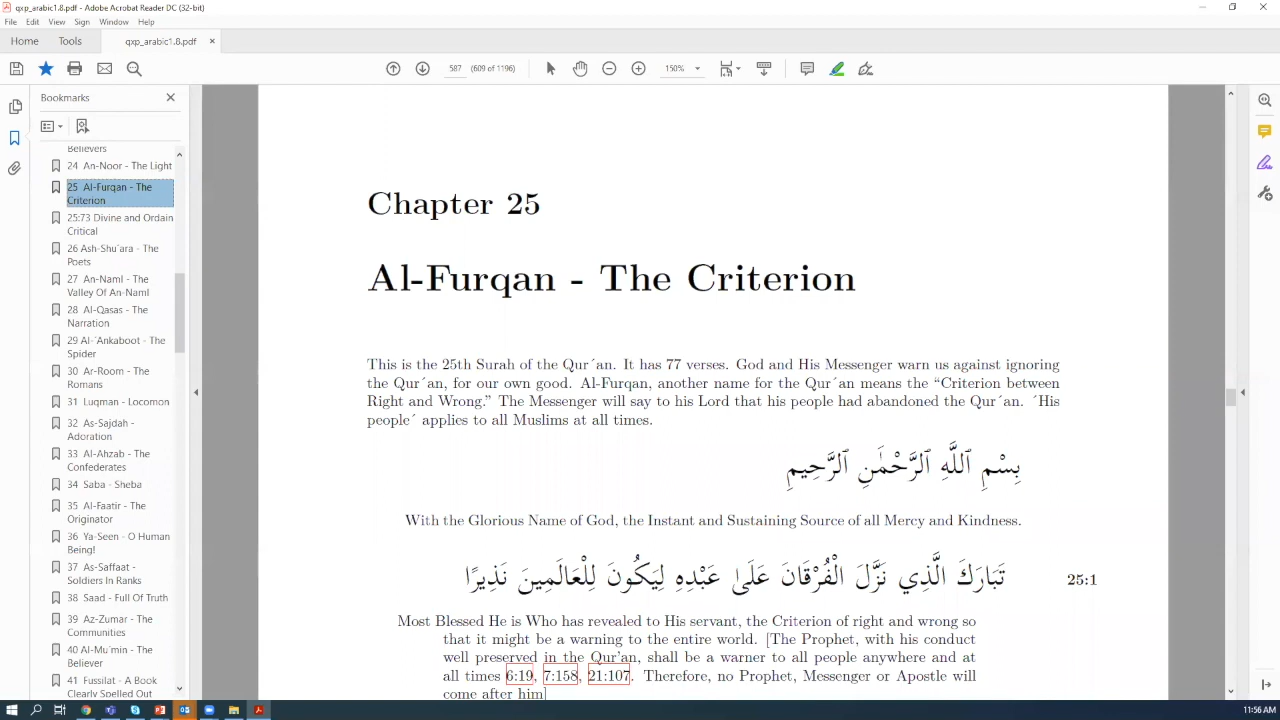 qxp_arabic1.8.pdf - Adobe Acrobat Reader DC (32-bit)
File Edit View Sign Window Help
Home Tools qxp_arabic1.8.pdf ×
587 (609 of 1196) 150%
Bookmarks
Believers
24 An-Noor - The Light
25 Al-Furqan - The
Criterion
25:73 Divine and Ordain
Critical
26 Ash-Shu´ara - The
Poets
27 An-Naml - The
Valley Of An-Naml
28 Al-Qasas - The
Narration
29 Al-´Ankaboot - The
Spider
30 Ar-Room - The
Romans
31 Luqman - Locomon
32 As-Sajdah -
Adoration
33 Al-Ahzab - The
Confederates
34 Saba - Sheba
35 Al-Faatir - The
Originator
36 Ya-Seen - O Human
Being!
37 As-Saffaat -
Soldiers In Ranks
38 Saad - Full Of Truth
39 Az-Zumar - The
Communities
40 Al-Mu´min - The
Believer
41 Fussilat - A Book
Clearly Spelled Out
Chapter 25
Al-Furqan - The Criterion
This is the 25th Surah of the Qur´an. It has 77 verses. God and His Messenger warn us against ignoring
the Qur´an, for our own good. Al-Furqan, another name for the Qur´an means the “Criterion between
Right and Wrong.” The Messenger will say to his Lord that his people had abandoned the Qur´an. ´His
people´ applies to all Muslims at all times.
بِسْمِ ٱللَّهِ ٱلرَّحْمَٰنِ ٱلرَّحِيمِ
With the Glorious Name of God, the Instant and Sustaining Source of all Mercy and Kindness.
تَبَارَكَ الَّذِي نَزَّلَ الْفُرْقَانَ عَلَىٰ عَبْدِهِ لِيَكُونَ لِلْعَالَمِينَ نَذِيرًا
25:1
Most Blessed He is Who has revealed to His servant, the Criterion of right and wrong so
that it might be a warning to the entire world. [The Prophet, with his conduct
well preserved in the Qur’an, shall be a warner to all people anywhere and at
all times 6:19, 7:158, 21:107. Therefore, no Prophet, Messenger or Apostle will
come after him]
11:56 AM